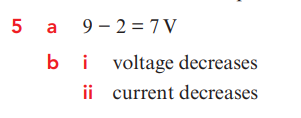 5 a 9 – 2 = 7 V
b i voltage decreases
ii current decreases